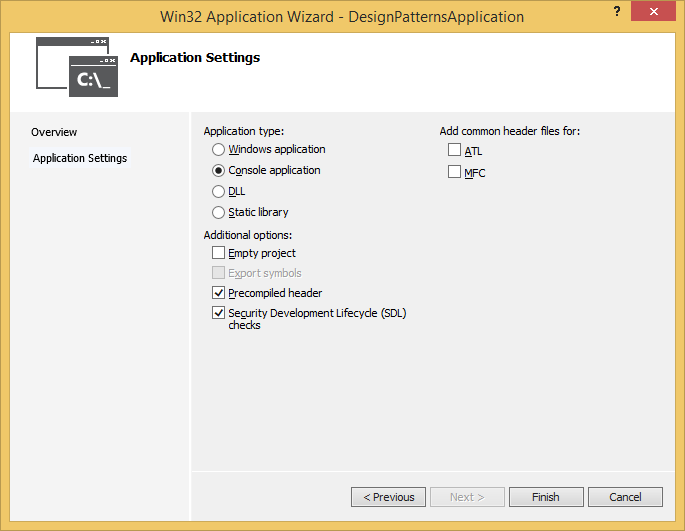 Win32 Application Wizard - DesignPatternsApplication
?
C:\_
Application Settings
Overview
Application Settings
Application type:
Windows application
Console application
DLL
Static library
Additional options:
Empty project
Export symbols
Precompiled header
Security Development Lifecycle (SDL)
checks
Add common header files for:
ATL
MFC
< Previous
Next >
Finish
Cancel